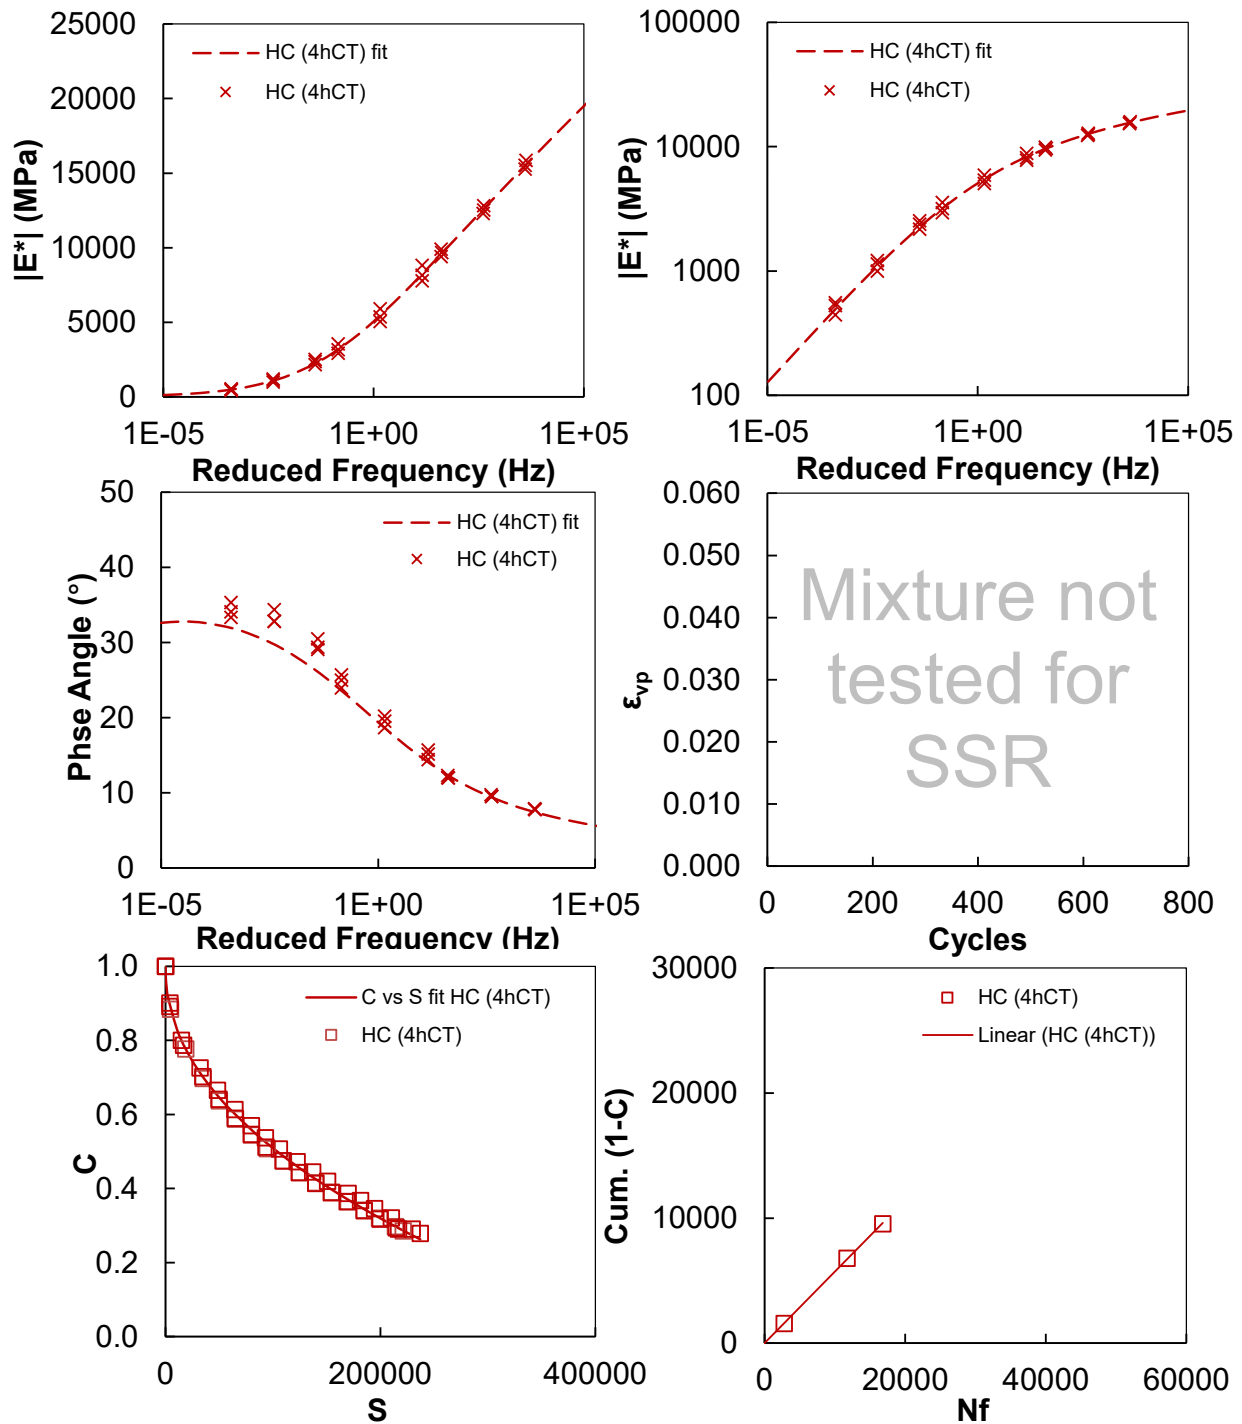 25000
20000
15000
10000
5000
0
|E*| (MPa)
HC (4hCT) fit
HC (4hCT)
1E-05
1E+00
1E+05
Reduced Frequency (Hz)
100000
10000
1000
100
|E*| (MPa)
HC (4hCT) fit
HC (4hCT)
1E-05
1E+00
1E+05
Reduced Frequency (Hz)
50
40
30
20
10
0
Phse Angle (°)
HC (4hCT) fit
HC (4hCT)
1E-05
1E+00
1E+05
Reduced Frequency (Hz)
0.060
0.050
0.040
0.030
0.020
0.010
0.000
εvp
Mixture not
tested for
SSR
0
200
400
600
800
Cycles
1.0
0.8
0.6
0.4
0.2
0.0
C
C vs S fit HC (4hCT)
HC (4hCT)
0
200000
400000
S
30000
20000
10000
0
Cum. (1-C)
HC (4hCT)
Linear (HC (4hCT))
0
20000
40000
60000
Nf